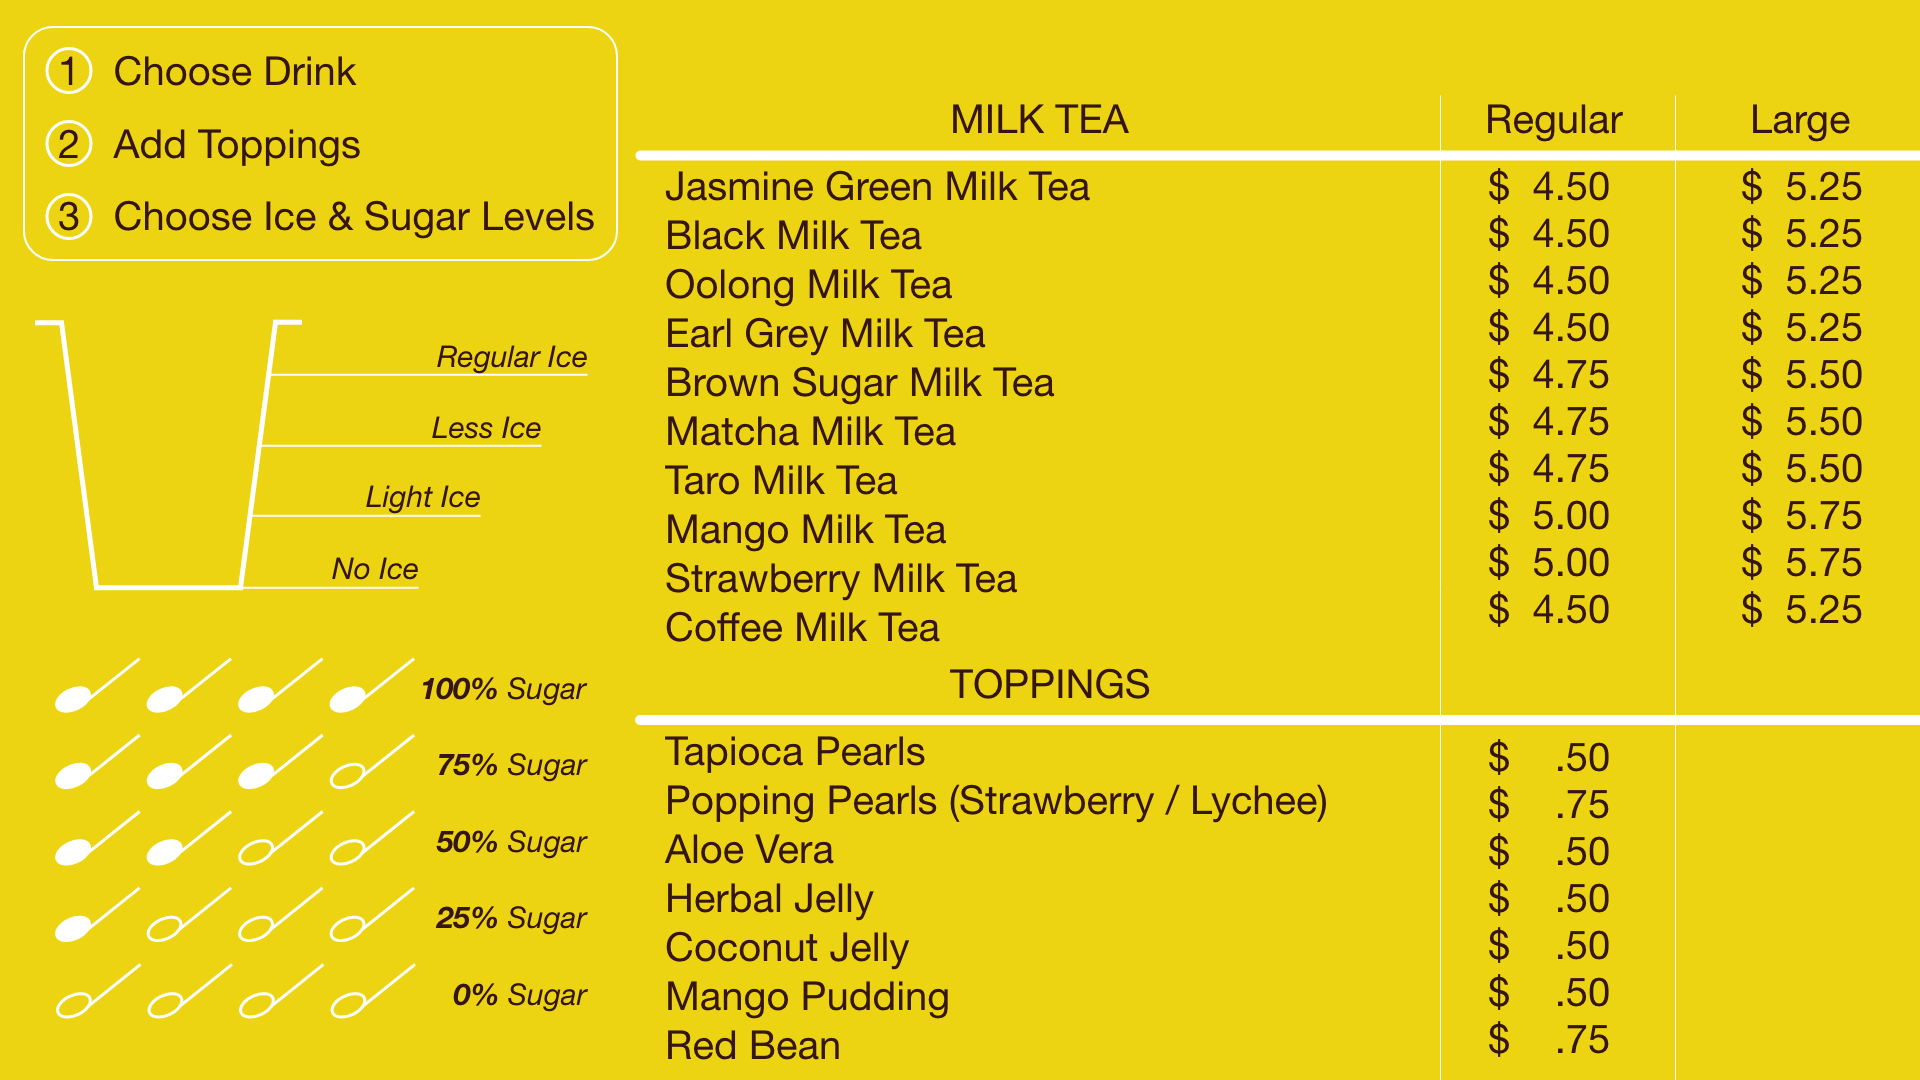 1 Choose Drink
2 Add Toppings
3 Choose Ice & Sugar Levels
Regular Ice
Less Ice
Light Ice
No Ice
100% Sugar
75% Sugar
50% Sugar
25% Sugar
0% Sugar
MILK TEA Regular Large
Jasmine Green Milk Tea $ 4.50 $ 5.25
Black Milk Tea $ 4.50 $ 5.25
Oolong Milk Tea $ 4.50 $ 5.25
Earl Grey Milk Tea $ 4.50 $ 5.25
Brown Sugar Milk Tea $ 4.75 $ 5.50
Matcha Milk Tea $ 4.75 $ 5.50
Taro Milk Tea $ 4.75 $ 5.50
Mango Milk Tea $ 5.00 $ 5.75
Strawberry Milk Tea $ 5.00 $ 5.75
Coffee Milk Tea $ 4.50 $ 5.25
TOPPINGS
Tapioca Pearls $ .50
Popping Pearls (Strawberry / Lychee) $ .75
Aloe Vera $ .50
Herbal Jelly $ .50
Coconut Jelly $ .50
Mango Pudding $ .50
Red Bean $ .75